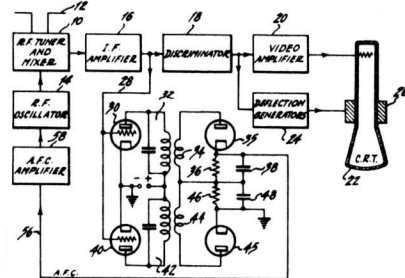 12
10
16
18
20
R.F. TUNER AND MIXER
I.F. AMPLIFIER
DISCRIMINATOR
VIDEO AMPLIFIER
14
28
R.F. OSCILLATOR
30
32
DEFLECTION GENERATORS
24
26
58
A.F.C. AMPLIFIER
34
35
36
38
C.R.T.
22
- +
46
48
44
56
40
42
45
A.F.C.